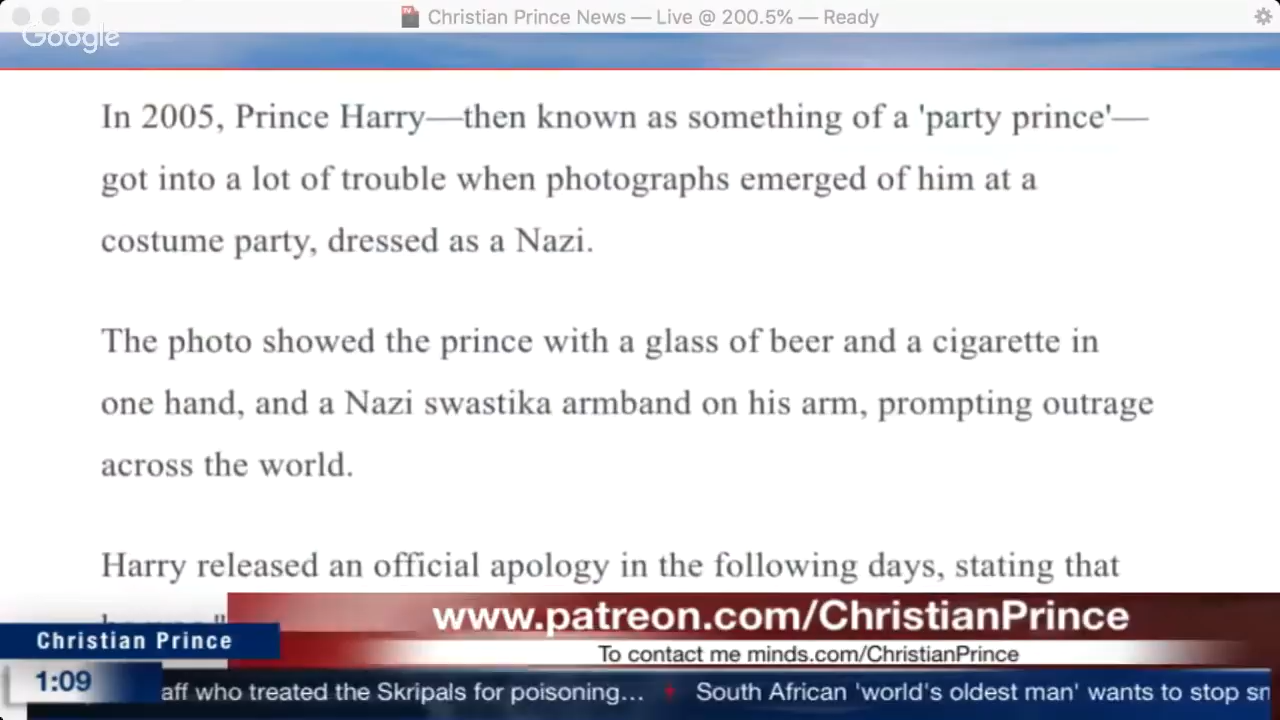 Christian Prince News — Live @ 200.5% — Ready
Google
In 2005, Prince Harry—then known as something of a 'party prince'—
got into a lot of trouble when photographs emerged of him at a
costume party, dressed as a Nazi.
The photo showed the prince with a glass of beer and a cigarette in
one hand, and a Nazi swastika armband on his arm, prompting outrage
across the world.
Harry released an official apology in the following days, stating that
www.patreon.com/ChristianPrince
Christian Prince
To contact me minds.com/ChristianPrince
1:09
aff who treated the Skripals for poisoning... South African 'world's oldest man' wants to stop sm